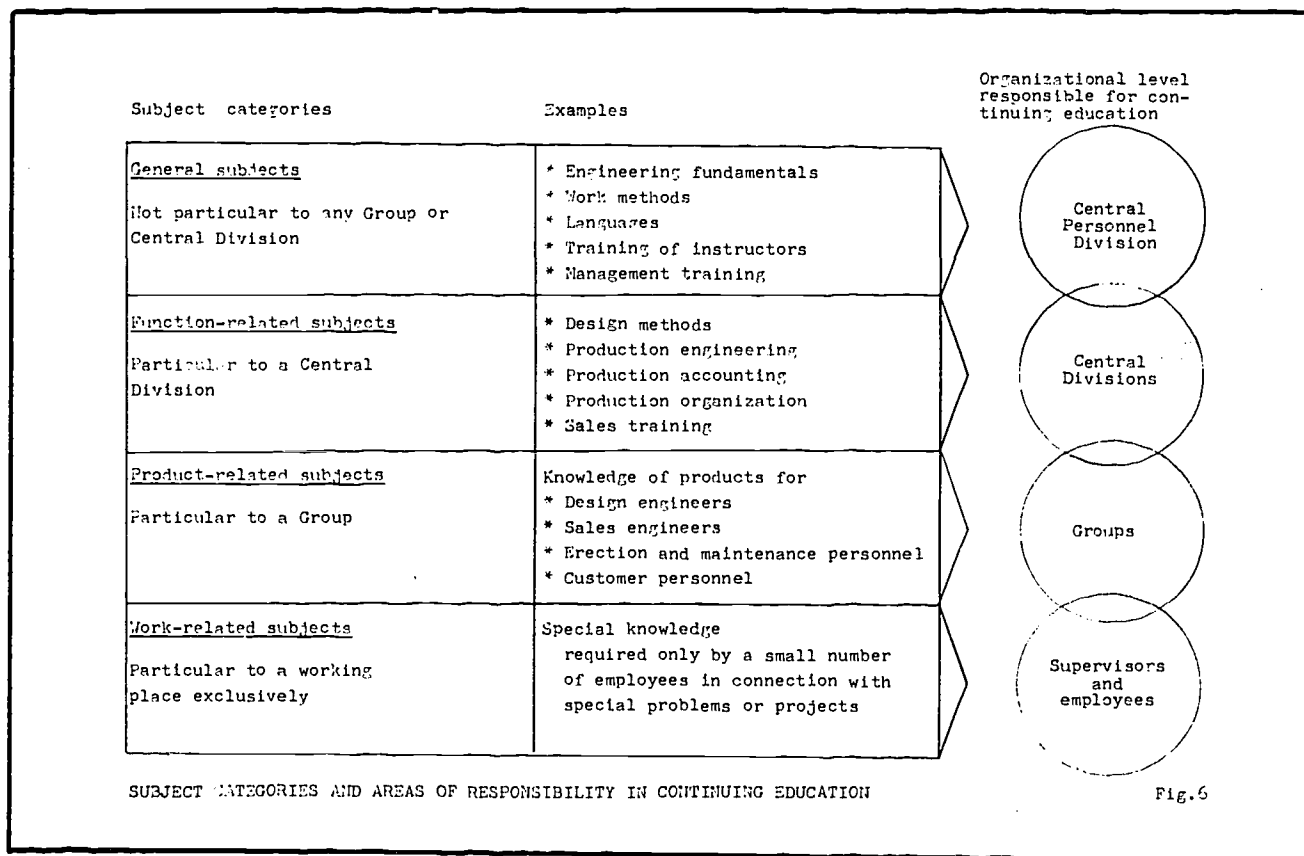 Subject categories
Examples
Organizational level
responsible for con-
tinuing education
General subjects
Not particular to any Group or
Central Division
* Engineering fundamentals
* Work methods
* Languages
* Training of instructors
* Management training
Central
Personnel
Division
Function-related subjects
Particular to a Central
Division
* Design methods
* Production engineering
* Production accounting
* Production organization
* Sales training
Central
Divisions
Product-related subjects
Particular to a Group
Knowledge of products for
* Design engineers
* Sales engineers
* Erection and maintenance personnel
* Customer personnel
Groups
Work-related subjects
Particular to a working
place exclusively
Special knowledge
required only by a small number
of employees in connection with
special problems or projects
Supervisors
and
employees
SUBJECT CATEGORIES AND AREAS OF RESPONSIBILITY IN CONTINUING EDUCATION
Fig.